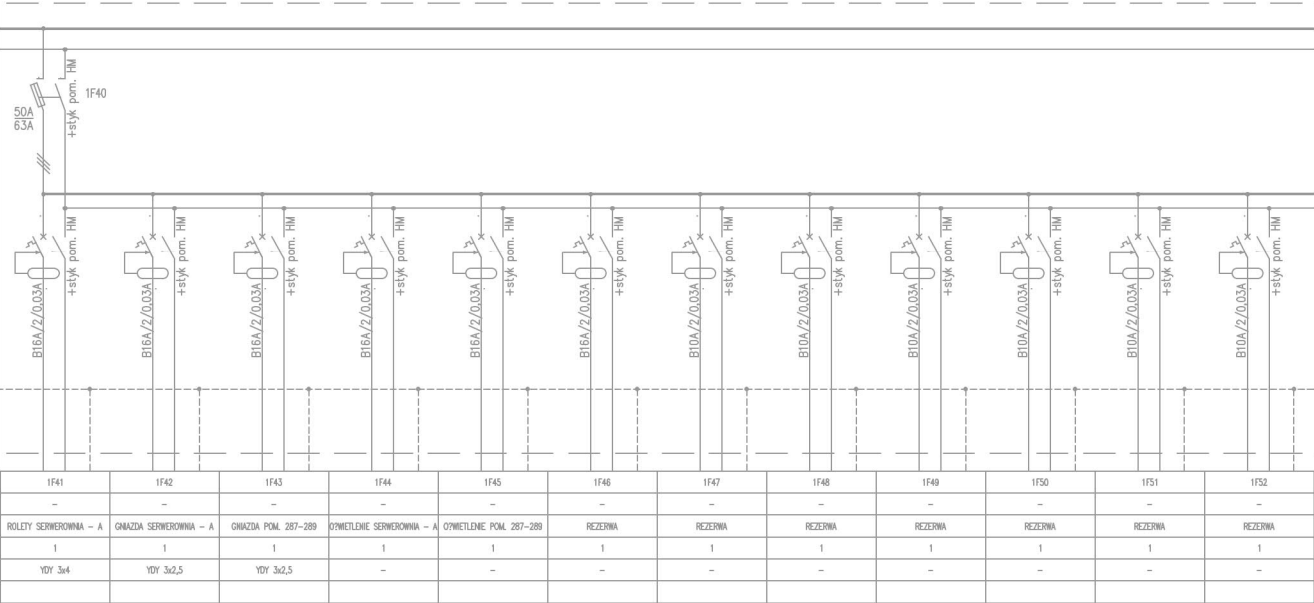 +styk pom. HM
1F40
50A
63A
+styk pom. HM +styk pom. HM +styk pom. HM +styk pom. HM +styk pom. HM +styk pom. HM +styk pom. HM +styk pom. HM +styk pom. HM +styk pom. HM +styk pom. HM +styk pom. HM
B16A/2/0,03A B16A/2/0,03A B16A/2/0,03A B16A/2/0,03A B16A/2/0,03A B16A/2/0,03A B10A/2/0,03A B10A/2/0,03A B10A/2/0,03A B10A/2/0,03A B10A/2/0,03A B10A/2/0,03A
1F41 1F42 1F43 1F44 1F45 1F46 1F47 1F48 1F49 1F50 1F51 1F52
- - - - - - - - - - - -
ROLETY SERWEROWNIA - A GNIAZDA SERWEROWNIA - A GNIAZDA POM. 287-289 O?WIETLENIE SERWEROWNIA - A O?WIETLENIE POM. 287-289 REZERWA REZERWA REZERWA REZERWA REZERWA REZERWA REZERWA
1 1 1 1 1 1 1 1 1 1 1 1
YDY 3x4 YDY 3x2,5 YDY 3x2,5 - - - - - - - - -